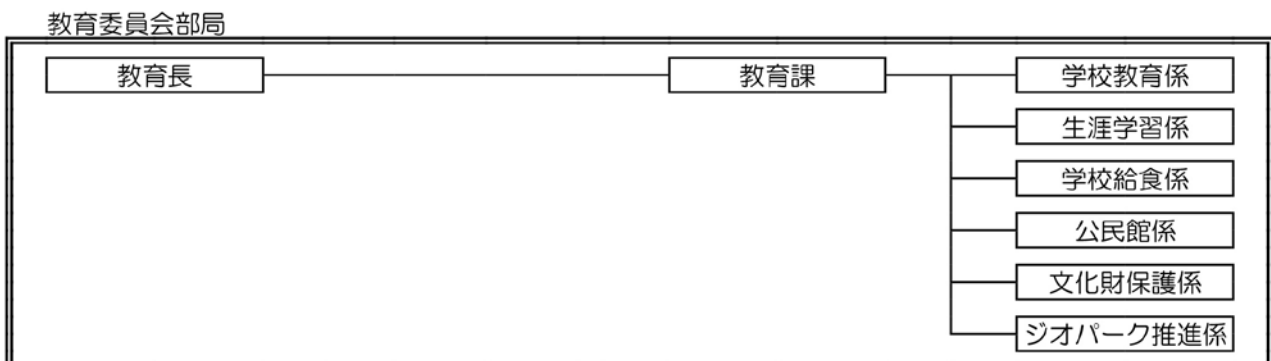 教育委員会部局
教育長 教育課 学校教育係
生涯学習係
学校給食係
公民館係
文化財保護係
ジオパーク推進係